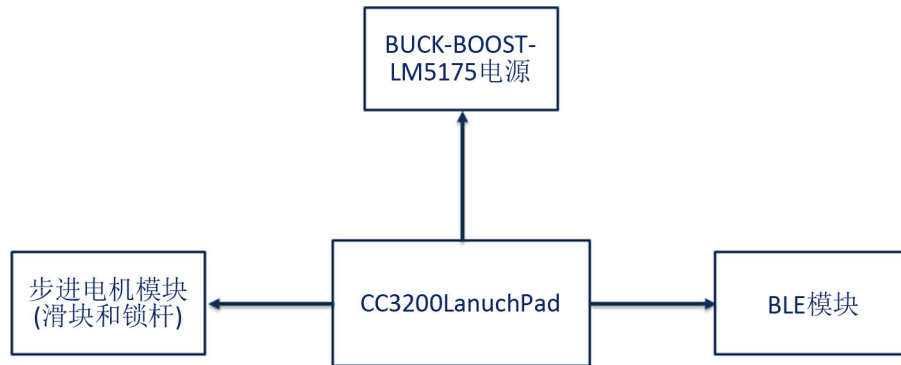 BUCK-BOOST-
LM5175电源
步进电机模块
(滑块和锁杆)
CC3200LanuchPad
BLE模块